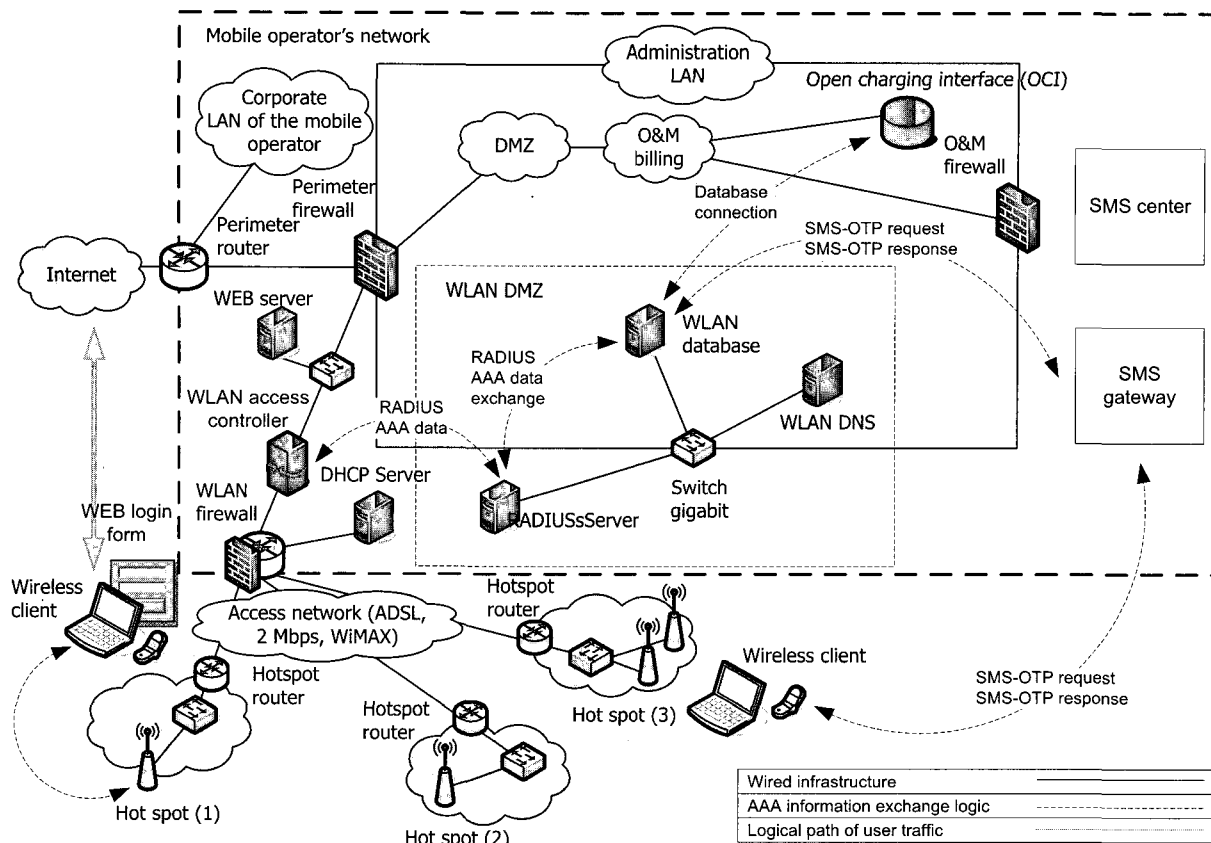 Mobile operator's network
Administration
LAN
Open charging interface (OCI)
Corporate
LAN of the mobile
operator
DMZ
O&M
billing
O&M
firewall
Perimeter
firewall
Database
connection
SMS center
Perimeter
router
SMS-OTP request
SMS-OTP response
Internet
WEB server
WLAN DMZ
WLAN
database
RADIUS
AAA data
exchange
SMS
gateway
WLAN access
controller
RADIUS
AAA data
WLAN DNS
DHCP Server
WLAN
firewall
Switch
gigabit
RADIUSsServer
WEB login
form
Wireless
client
Access network (ADSL,
2 Mbps, WiMAX)
Hotspot
router
Wireless client
Hotspot
router
SMS-OTP request
SMS-OTP response
Hotspot
router
Hot spot (3)
Hot spot (1)
Hot spot (2)
Wired infrastructure
AAA information exchange logic
Logical path of user traffic